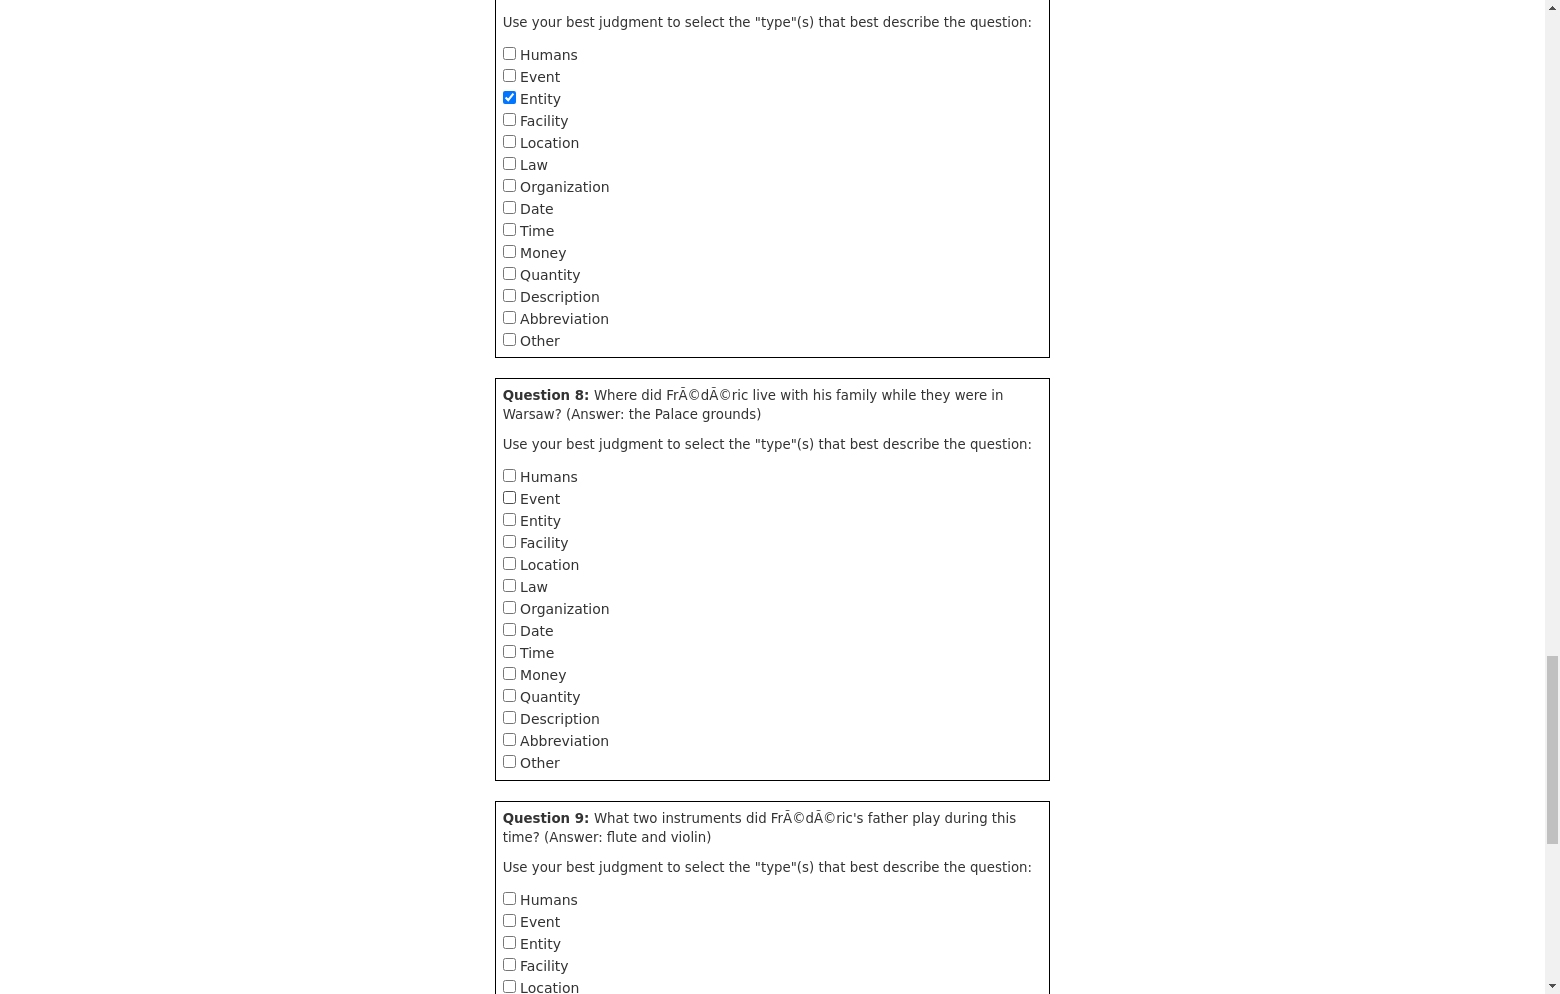 Use your best judgment to select the "type"(s) that best describe the question:
Humans
Event
Entity
Facility
Location
Law
Organization
Date
Time
Money
Quantity
Description
Abbreviation
Other
Question 8: Where did FrÃ©dÃ©ric live with his family while they were in
Warsaw? (Answer: the Palace grounds)
Use your best judgment to select the "type"(s) that best describe the question:
Humans
Event
Entity
Facility
Location
Law
Organization
Date
Time
Money
Quantity
Description
Abbreviation
Other
Question 9: What two instruments did FrÃ©dÃ©ric's father play during this
time? (Answer: flute and violin)
Use your best judgment to select the "type"(s) that best describe the question:
Humans
Event
Entity
Facility
Location